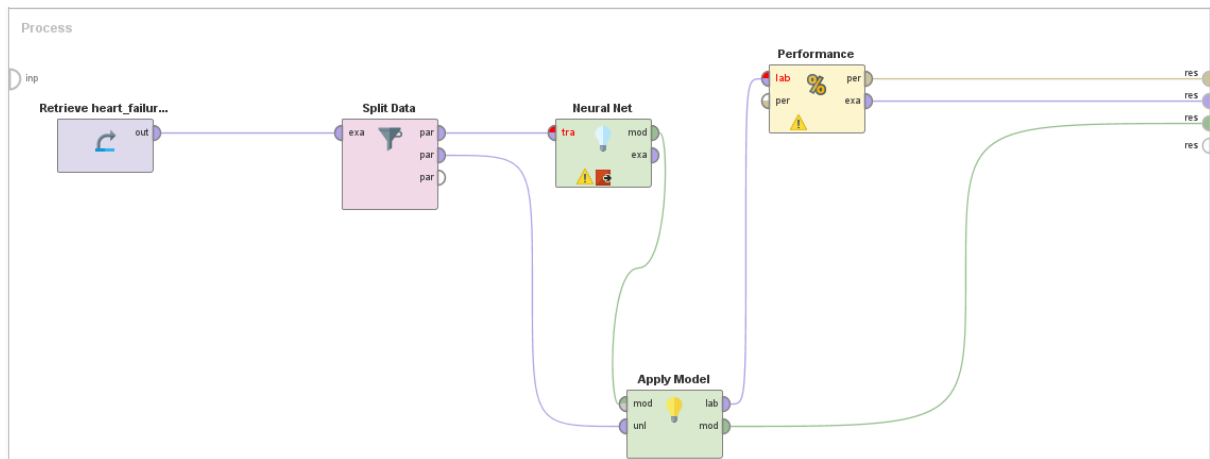 Process
inp
Retrieve heart_failur...
out
Split Data
exa
par
par
par
Neural Net
tra
mod
exa
Performance
lab
per
%
per
exa
res
res
res
res
Apply Model
mod
lab
unl
mod